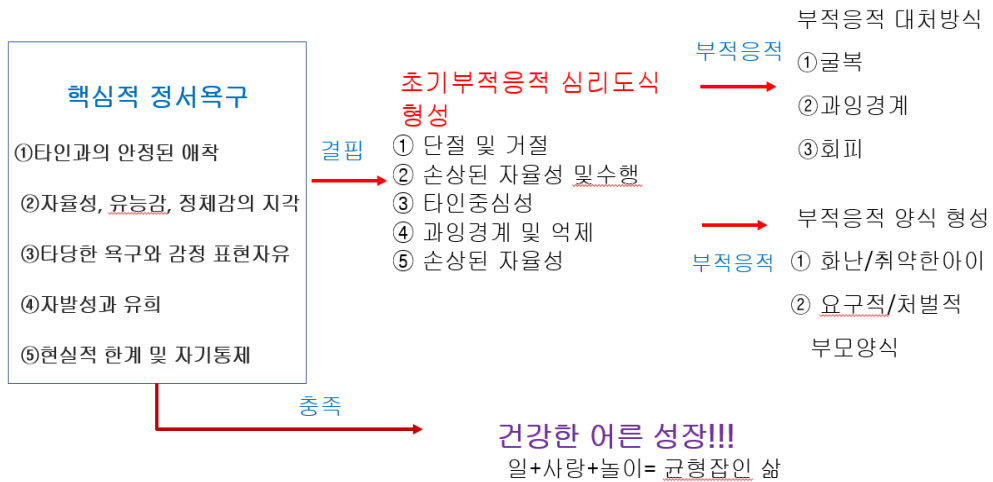 핵심적 정서욕구
①타인과의 안정된 애착
②자율성, 유능감, 정체감의 지각
③타당한 욕구와 감정 표현자유
④자발성과 유희
⑤현실적 한계 및 자기통제
결핍
초기부적응적 심리도식
형성
① 단절 및 거절
② 손상된 자율성 및수행
③ 타인중심성
④ 과잉경계 및 억제
⑤ 손상된 자율성
부적응적
부적응적 대처방식
①굴복
②과잉경계
③회피
부적응적
부적응적 양식 형성
① 화난/취약한아이
② 요구적/처벌적
부모양식
충족
건강한 어른 성장!!!
일+사랑+놀이= 균형잡인 삶